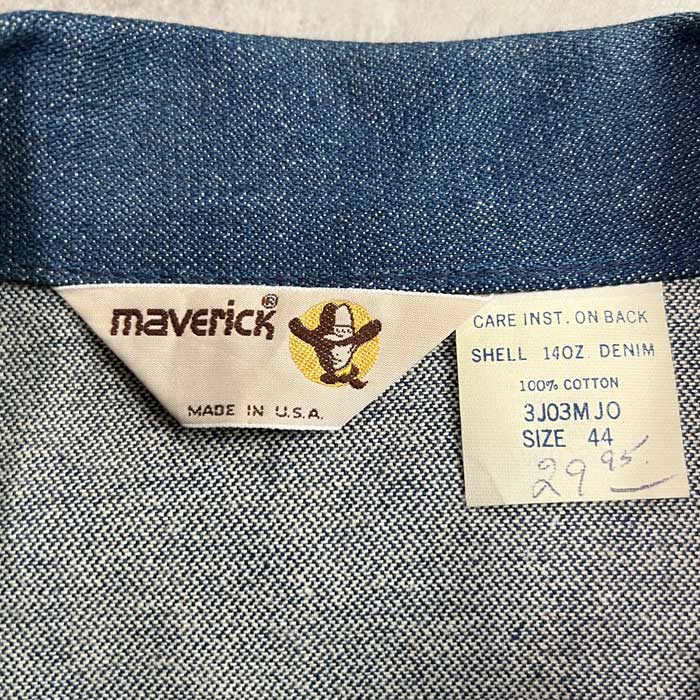 maverick®
MADE IN U.S.A.
CARE INST. ON BACK
SHELL 14OZ. DENIM
100% COTTON
3J03MJO
SIZE 44
29 95.